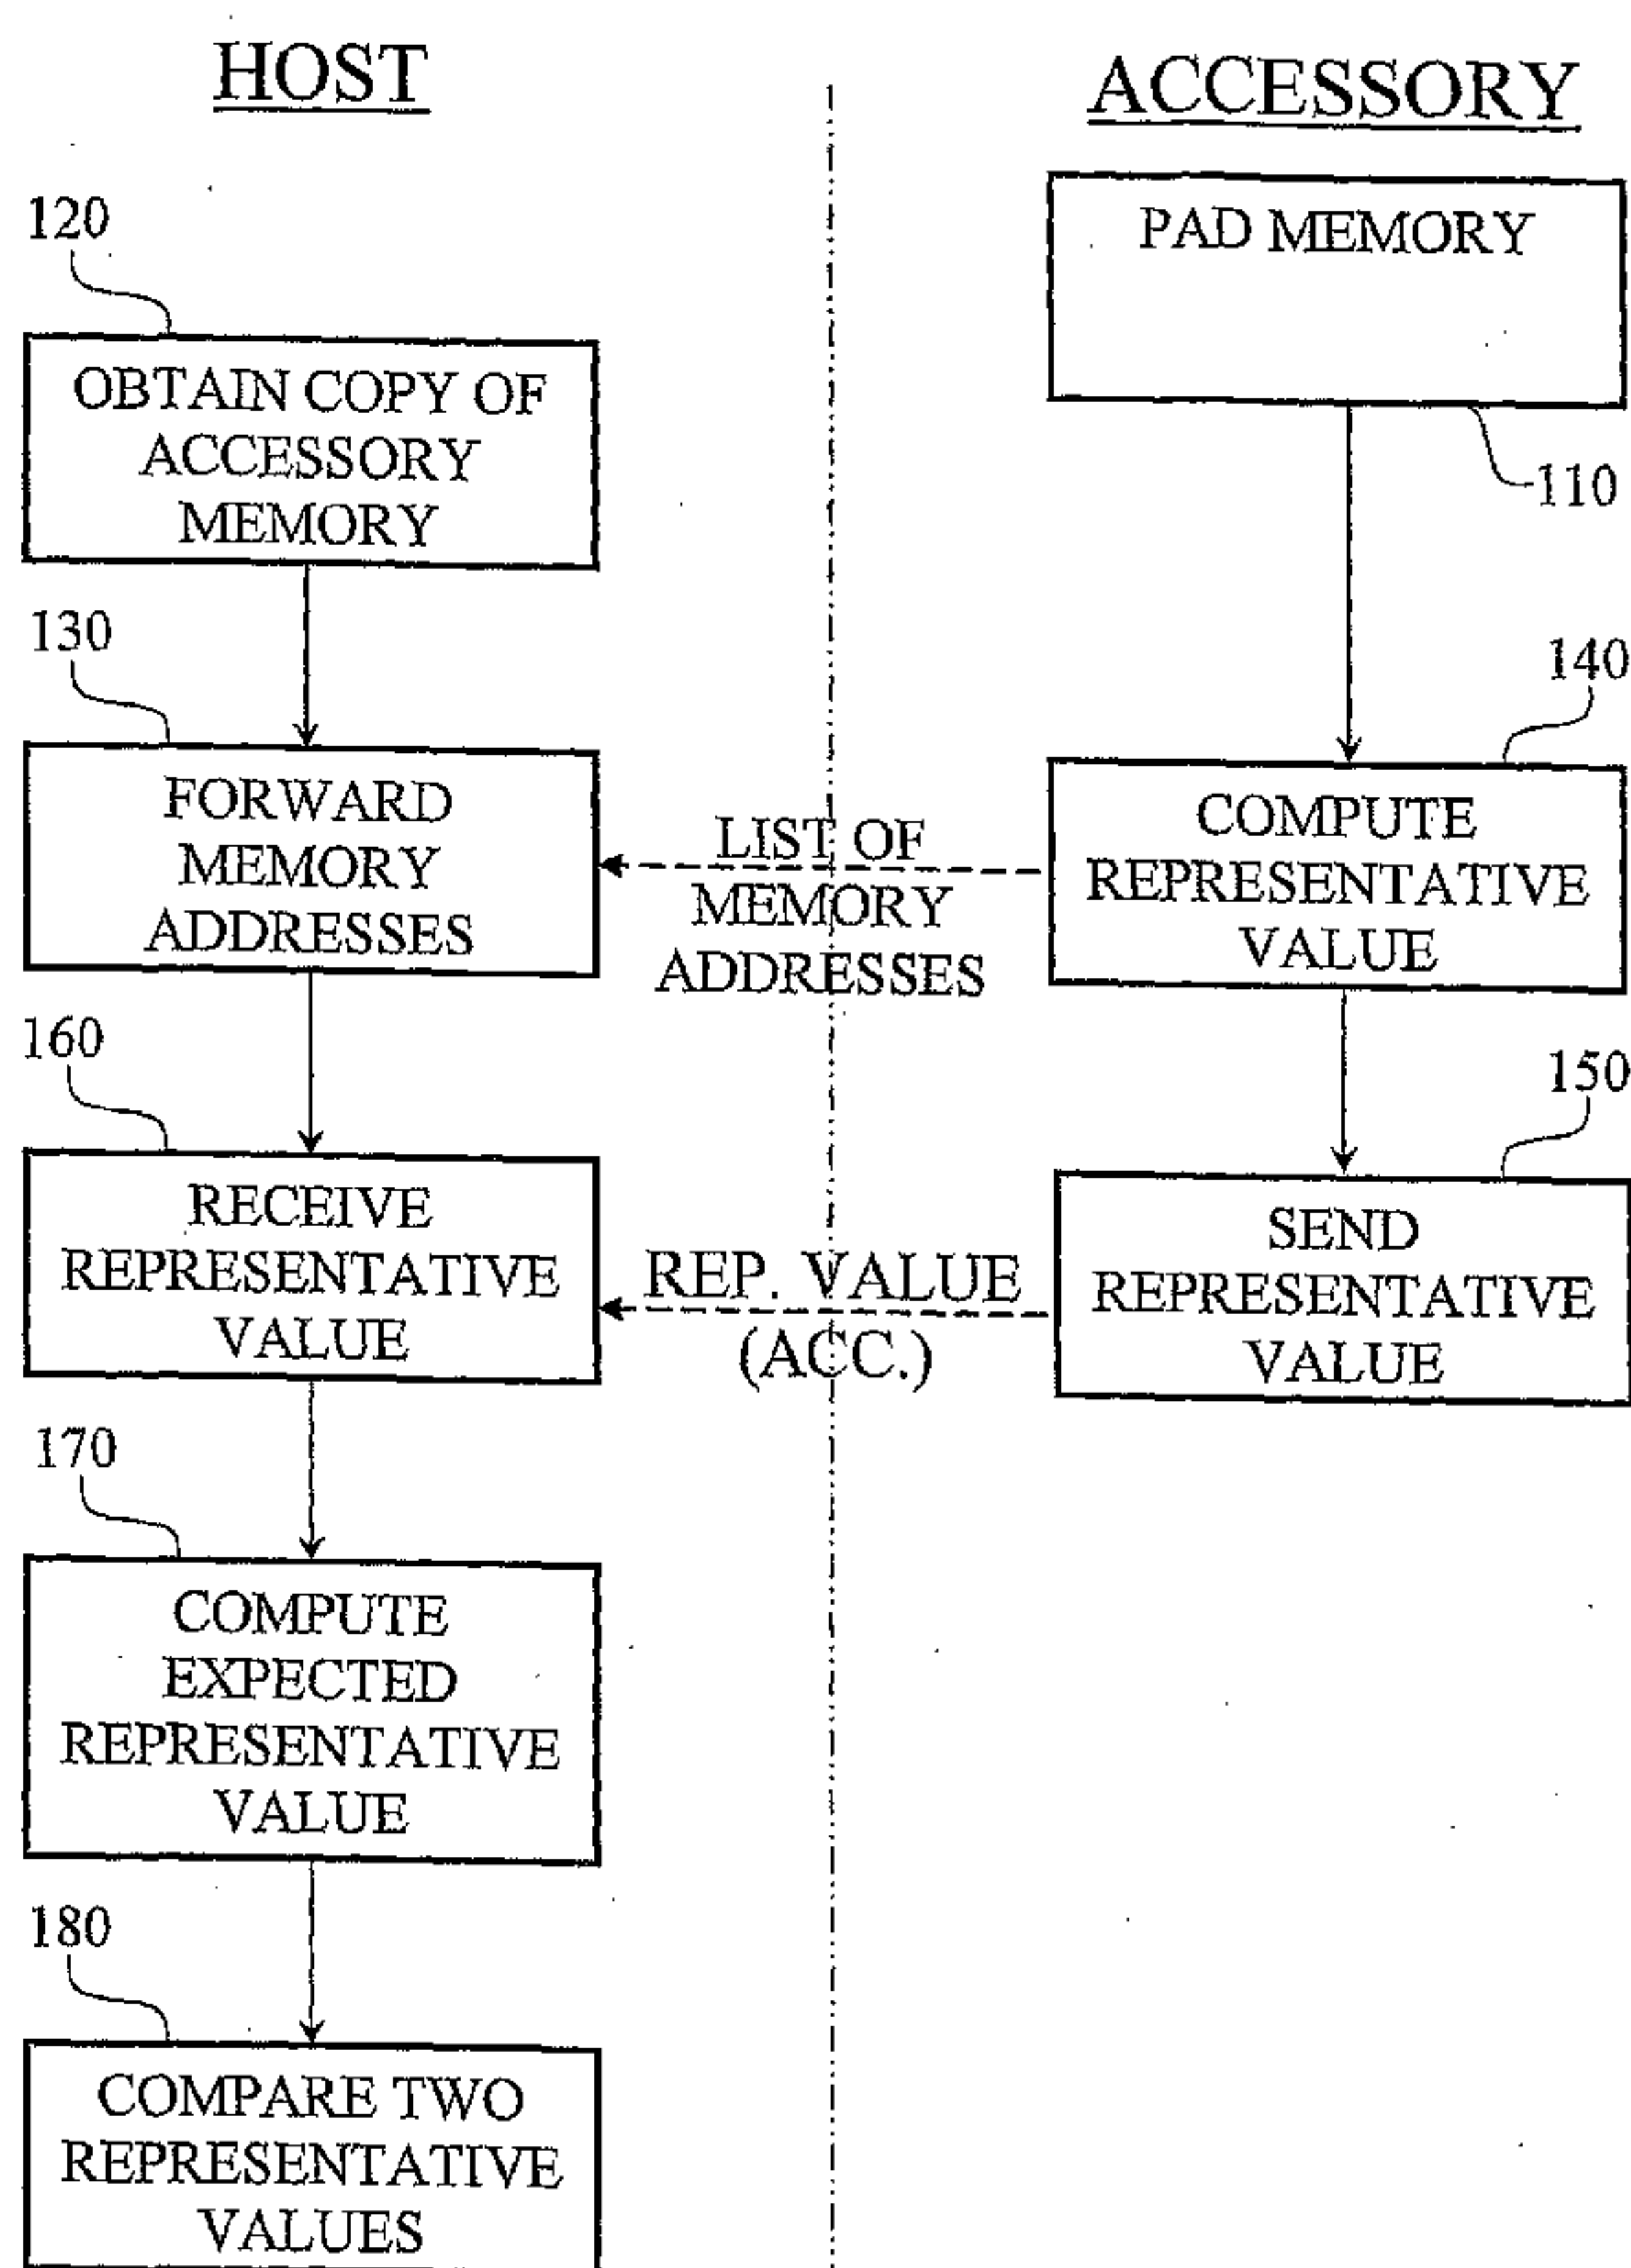 HOST
ACCESSORY
PAD MEMORY
110
120
OBTAIN COPY OF
ACCESSORY
MEMORY
130
FORWARD
MEMORY
ADDRESSES
LIST OF
MEMORY
ADDRESSES
140
COMPUTE
REPRESENTATIVE
VALUE
150
SEND
REPRESENTATIVE
VALUE
160
RECEIVE
REPRESENTATIVE
VALUE
REP. VALUE
(ACC.)
170
COMPUTE
EXPECTED
REPRESENTATIVE
VALUE
180
COMPARE TWO
REPRESENTATIVE
VALUES